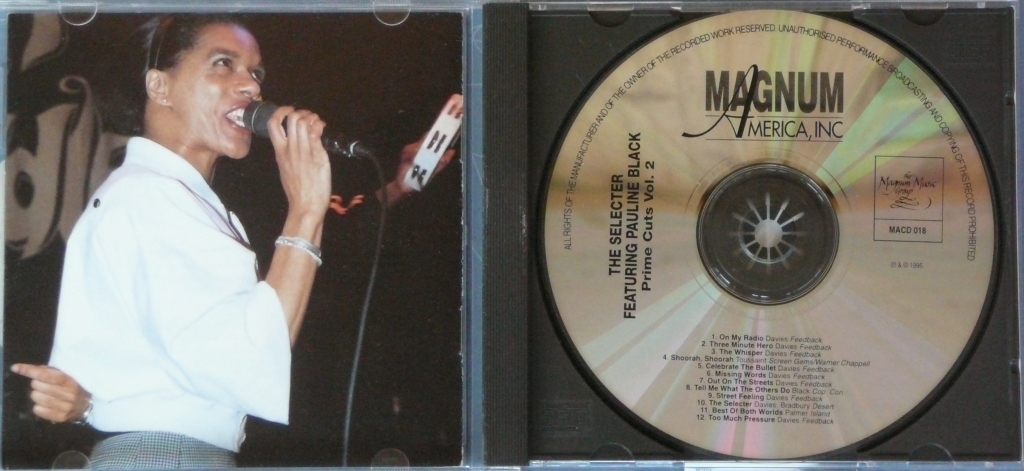 ALL RIGHTS OF THE MANUFACTURER AND OF THE OWNER OF THE RECORDED WORK RESERVED. UNAUTHORISED PERFORMANCE BROADCASTING AND COPYING OF THIS RECORD PROHIBITED
MAGNUM
AMERICA, INC
THE SELECTER
FEATURING PAULINE BLACK
Prime Cuts Vol. 2
Magnum Music
MACD 018
1. On My Radio Davies Feedback
2. Three Minute Hero Davies Feedback
3. The Whisper Davies Feedback
4. Shoorah, Shoorah Toussaint Screen Gems/Warner Chappell
5. Celebrate The Bullet Davies Feedback
6. Missing Words Davies Feedback
7. Out On The Streets Davies Feedback
8. Tell Me What The Others Do Black Cop. Con.
9. Street Feeling Davies Feedback
10. The Selecter Davies, Bradbury Desert
11. Best Of Both Worlds Palmer Island
12. Too Much Pressure Davies Feedback